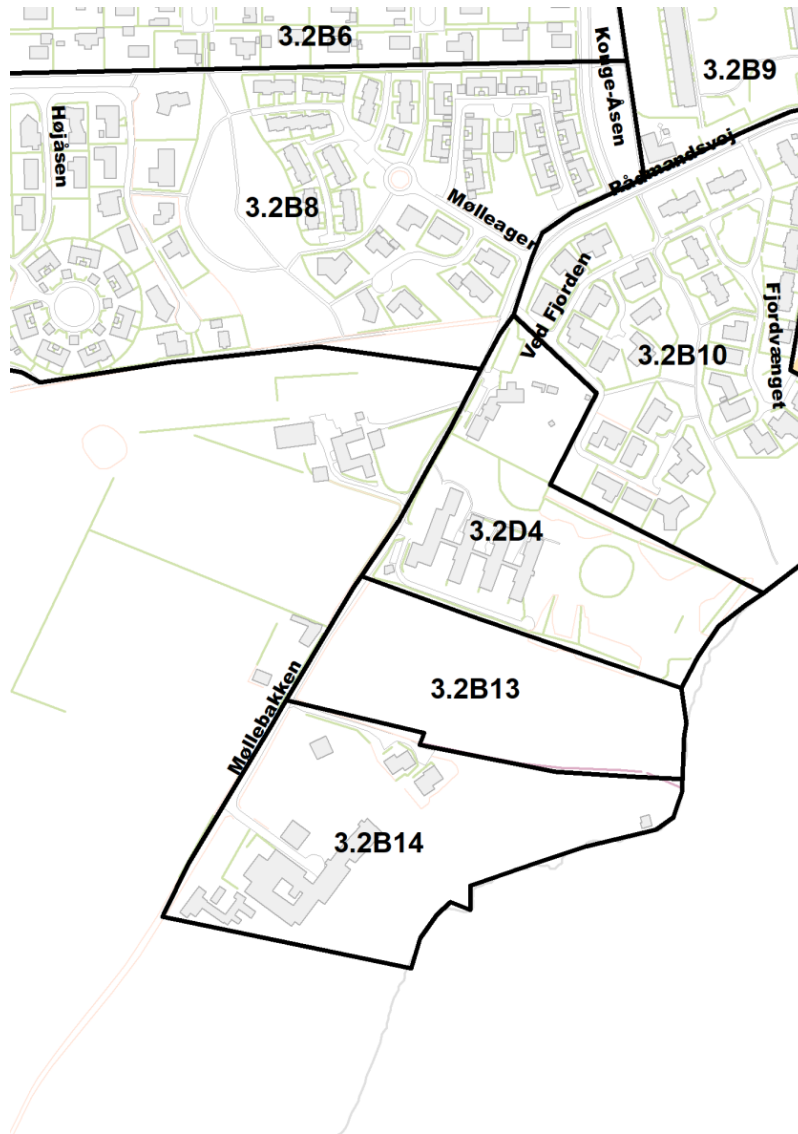 3.2B6
Konge-Åsen
3.2B9
Højåsen
Rådmandsvej
3.2B8
Mølleager
Ved Fjorden
3.2B10
Fjordvænget
3.2D4
3.2B13
Møllebakken
3.2B14